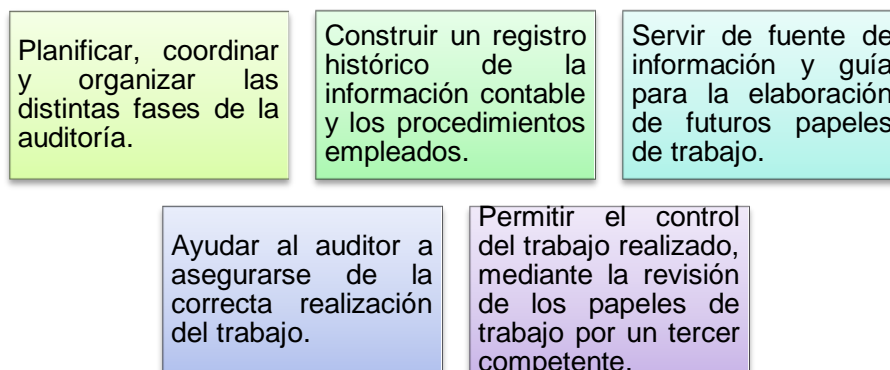 Planificar, coordinar
y organizar las
distintas fases de la
auditoría.
Construir un registro
histórico de la
información contable
y los procedimientos
empleados.
Servir de fuente de
información y guía
para la elaboración
de futuros papeles
de trabajo.
Ayudar al auditor a
asegurarse de la
correcta realización
del trabajo.
Permitir el control
del trabajo realizado,
mediante la revisión
de los papeles de
trabajo por un tercer
competente.